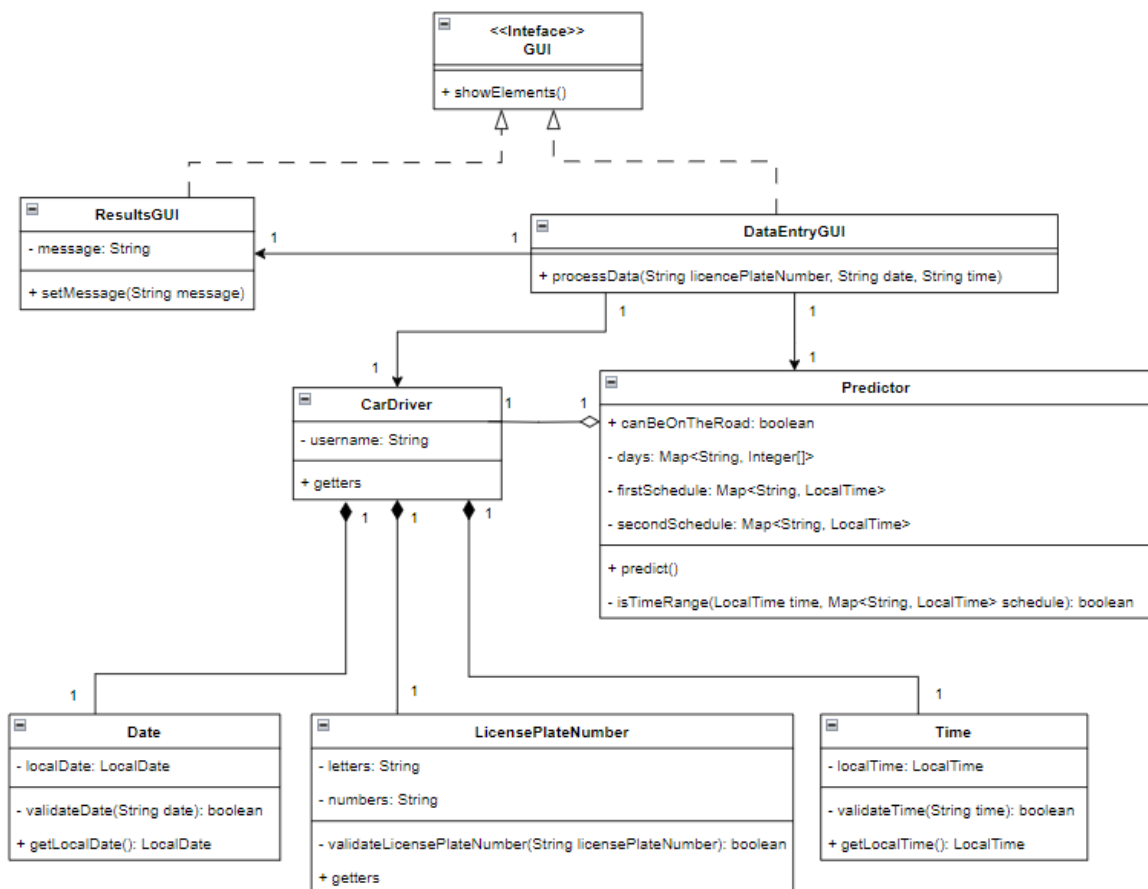 <<Inteface>>
GUI
+ showElements()
ResultsGUI
- message: String
+ setMessage(String message)
1
1
DataEntryGUI
+ processData(String licencePlateNumber, String date, String time)
1
1
1
1
CarDriver
- username: String
+ getters
1
1
Predictor
+ canBeOnTheRoad: boolean
- days: Map<String, Integer[]>
- firstSchedule: Map<String, LocalTime>
- secondSchedule: Map<String, LocalTime>
+ predict()
- isTimeRange(LocalTime time, Map<String, LocalTime> schedule): boolean
1
1
1
1
1
1
Date
- localDate: LocalDate
- validateDate(String date): boolean
+ getLocalDate(): LocalDate
LicensePlateNumber
- letters: String
- numbers: String
- validateLicensePlateNumber(String licensePlateNumber): boolean
+ getters
Time
- localTime: LocalTime
- validateTime(String time): boolean
+ getLocalTime(): LocalTime